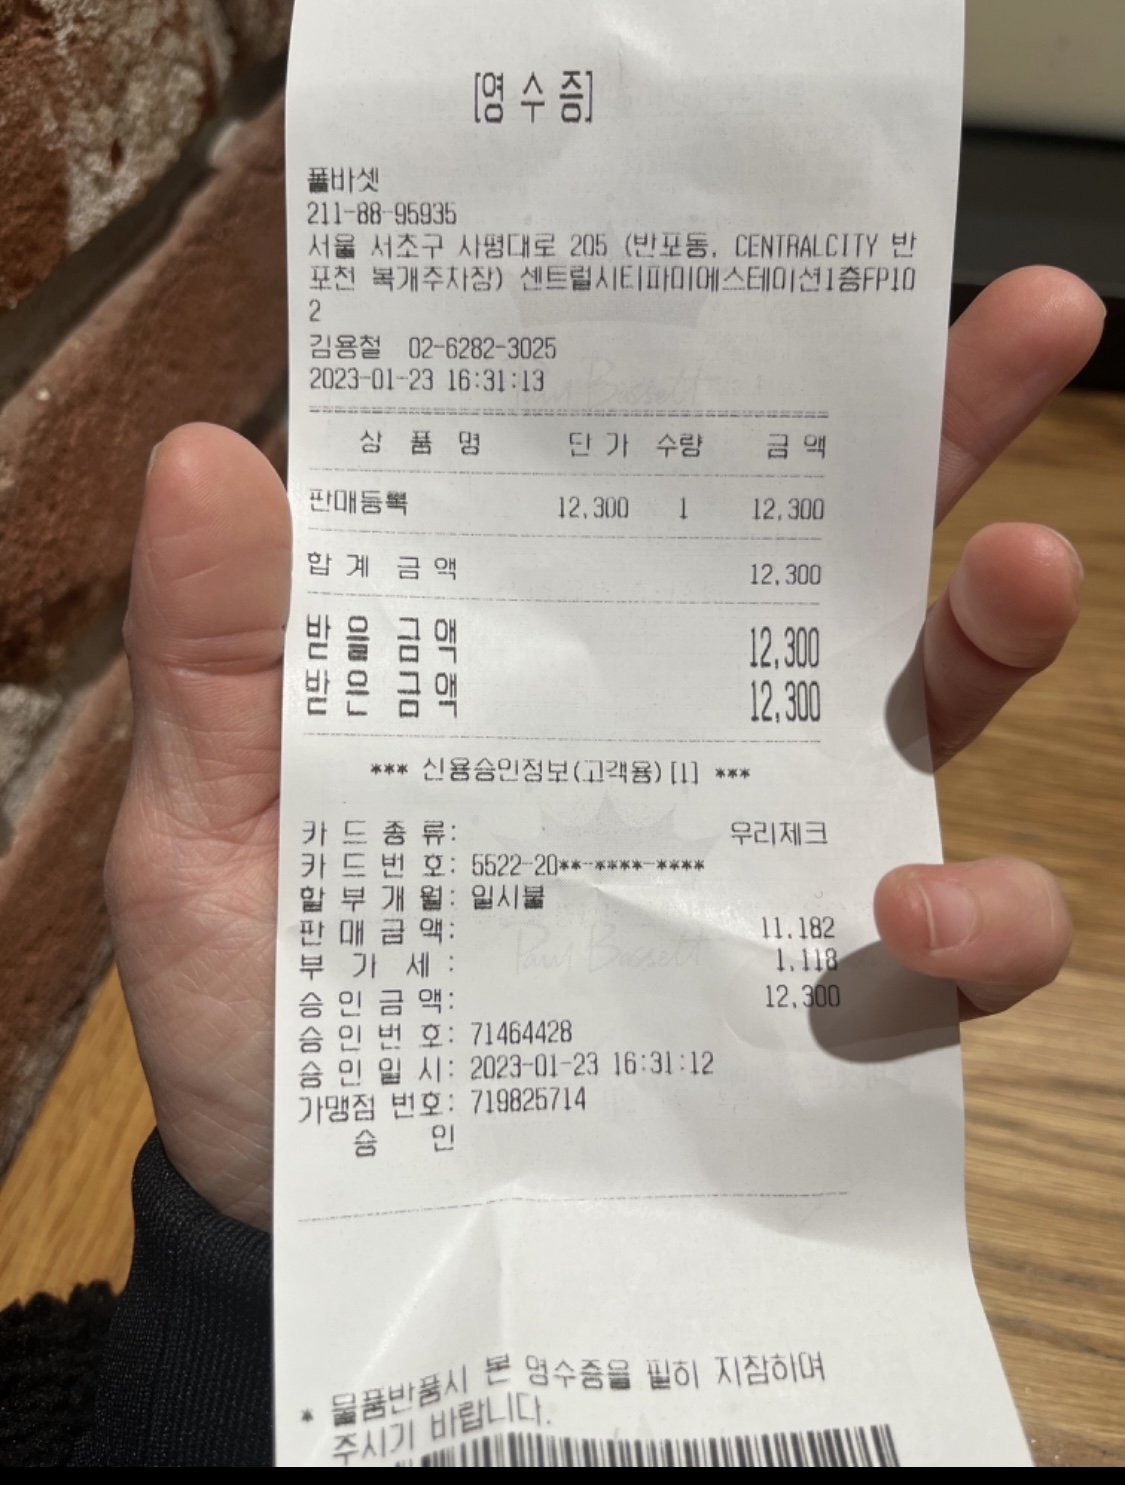 [영수증]
폴바셋
211-88-95935
서울 서초구 사평대로 205 (반포동, CENTRALCITY 반
포천 복개주차장) 센트럴시티파미에스테이션1층FP10
2
김용철 02-6282-3025
2023-01-23 16:31:13
상 품 명 단 가 수량 금 액
판매등록 12,300 1 12,300
합 계 금 액 12,300
받 을 금 액 12,300
받 은 금 액 12,300
*** 신용승인정보(고객용)[1] ***
카 드 종 류: 우리체크
카 드 번 호: 5522-20**-****-****
할 부 개 월: 일시불
판 매 금 액: 11,182
부 가 세 : 1,118
승 인 금 액: 12,300
승 인 번 호: 71464428
승 인 일 시: 2023-01-23 16:31:12
가맹점 번호: 719825714
승 인
* 물품반품시 본 영수증을 필히 지참하여
주시기 바랍니다.
Paul Bassett
Paul Bassett